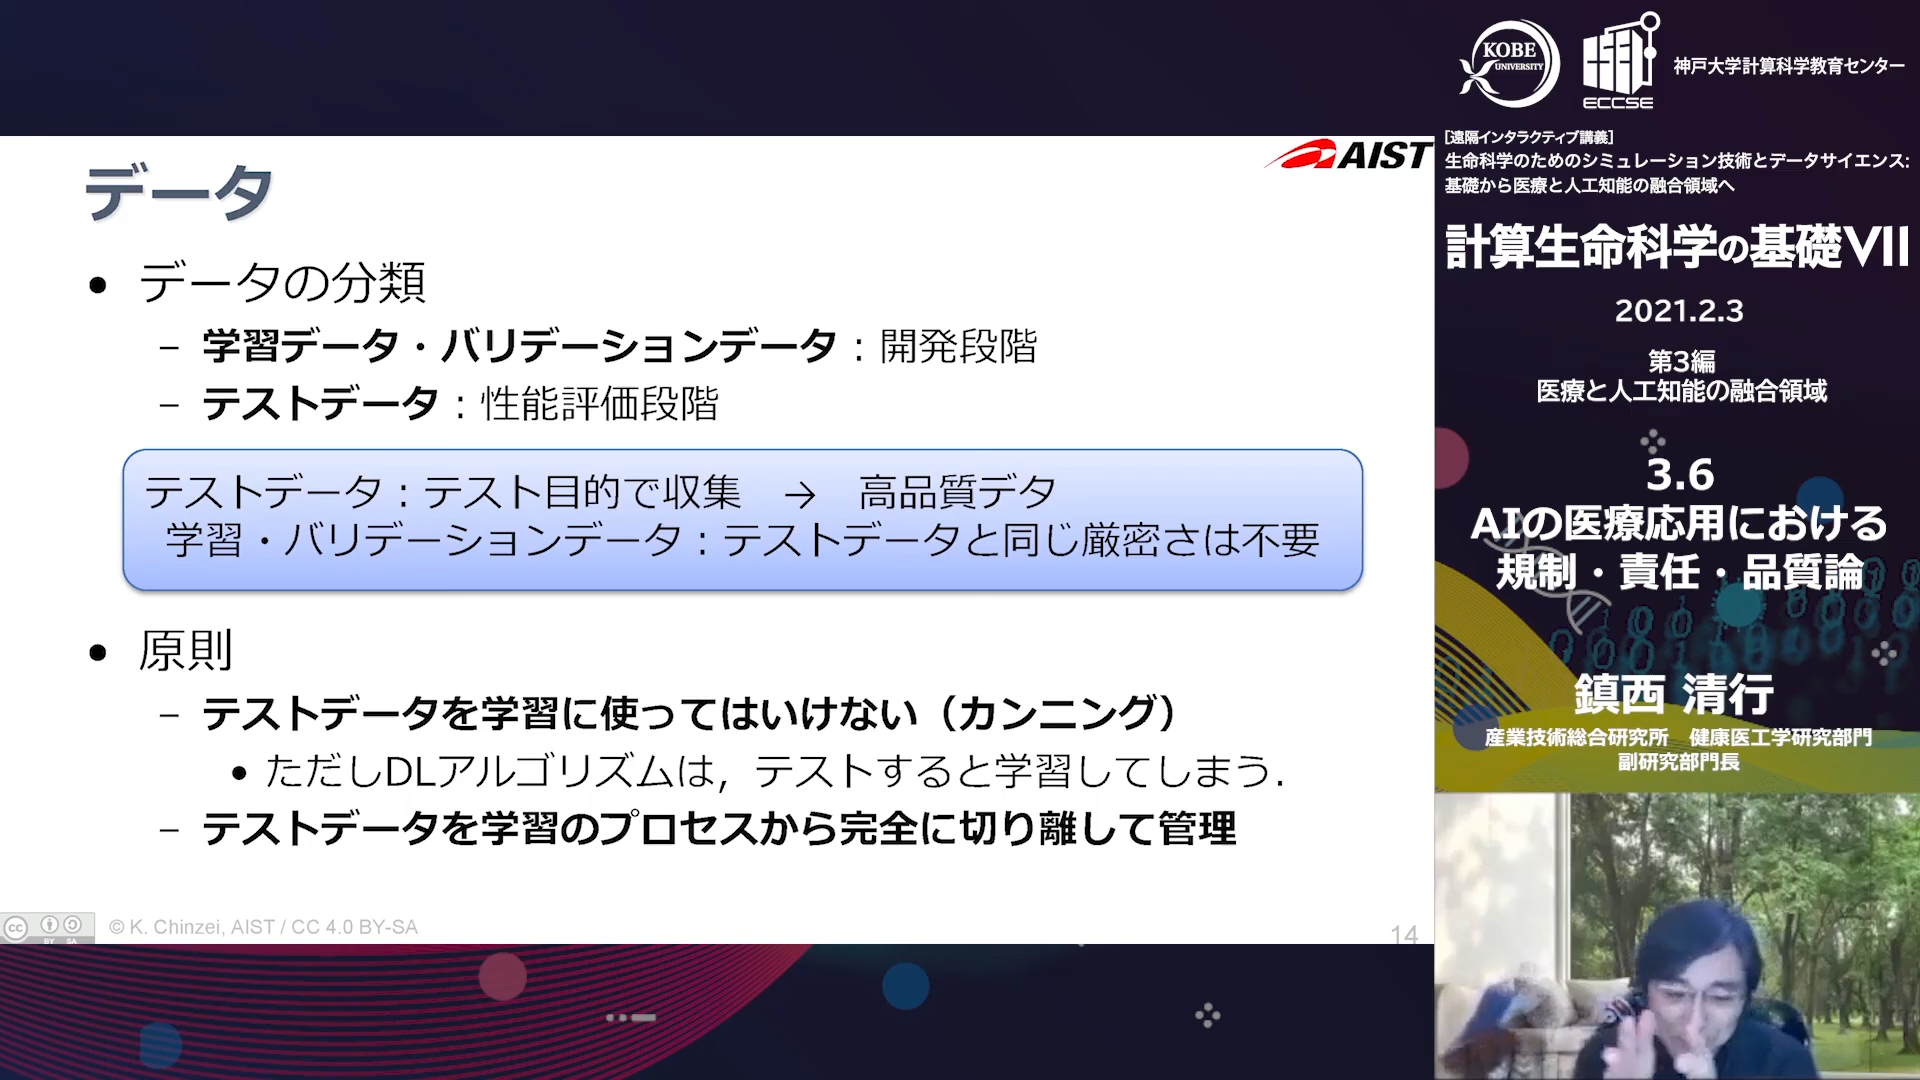 データ
AIST
• データの分類
– 学習データ・バリデーションデータ：開発段階
– テストデータ：性能評価段階
テストデータ：テスト目的で収集　→　高品質デタ
学習・バリデーションデータ：テストデータと同じ厳密さは不要
• 原則
– テストデータを学習に使ってはいけない（カンニング）
• ただしDLアルゴリズムは，テストすると学習してしまう．
– テストデータを学習のプロセスから完全に切り離して管理
cc BY SA
© K. Chinzei, AIST / CC 4.0 BY-SA
14
KOBE
UNIVERSITY
ECCSE
神戸大学計算科学教育センター
［遠隔インタラクティブ講義］
生命科学のためのシミュレーション技術とデータサイエンス:
基礎から医療と人工知能の融合領域へ
計算生命科学の基礎VII
2021.2.3
第3編
医療と人工知能の融合領域
3.6
AIの医療応用における
規制・責任・品質論
鎮西 清行
産業技術総合研究所　健康医工学研究部門
副研究部門長